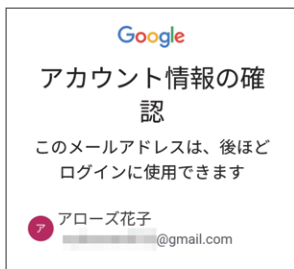 Google
アカウント情報の確
認
このメールアドレスは、後ほど
ログインに使用できます
ア
アローズ花子
@gmail.com